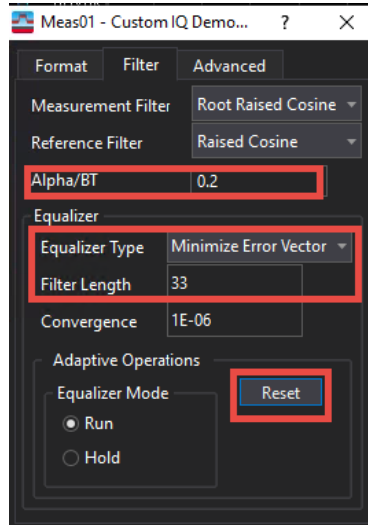 Meas01 - Custom IQ Demo... ? ×
Format Filter Advanced
Measurement Filter Root Raised Cosine
Reference Filter Raised Cosine
Alpha/BT 0.2
Equalizer
Equalizer Type Minimize Error Vector
Filter Length 33
Convergence 1E-06
Adaptive Operations
Equalizer Mode Reset
Run
Hold